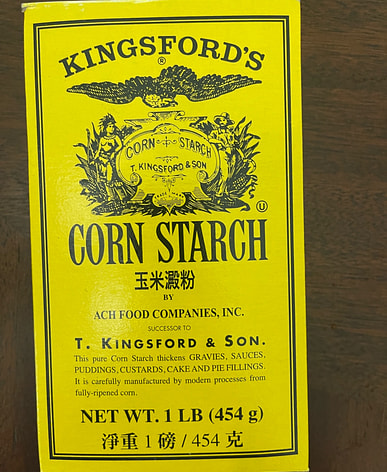 KINGSFORD'S
®
CORN STARCH
T. KINGSFORD & SON
TRADE MARK
U
CORN STARCH
玉米澱粉
BY
ACH FOOD COMPANIES, INC.
SUCCESSOR TO
T. KINGSFORD & SON.
This pure Corn Starch thickens GRAVIES, SAUCES,
PUDDINGS, CUSTARDS, CAKE AND PIE FILLINGS.
It is carefully manufactured by modern processes from
fully-ripened corn.
NET WT. 1 LB (454 g)
淨重 1 磅 / 454 克